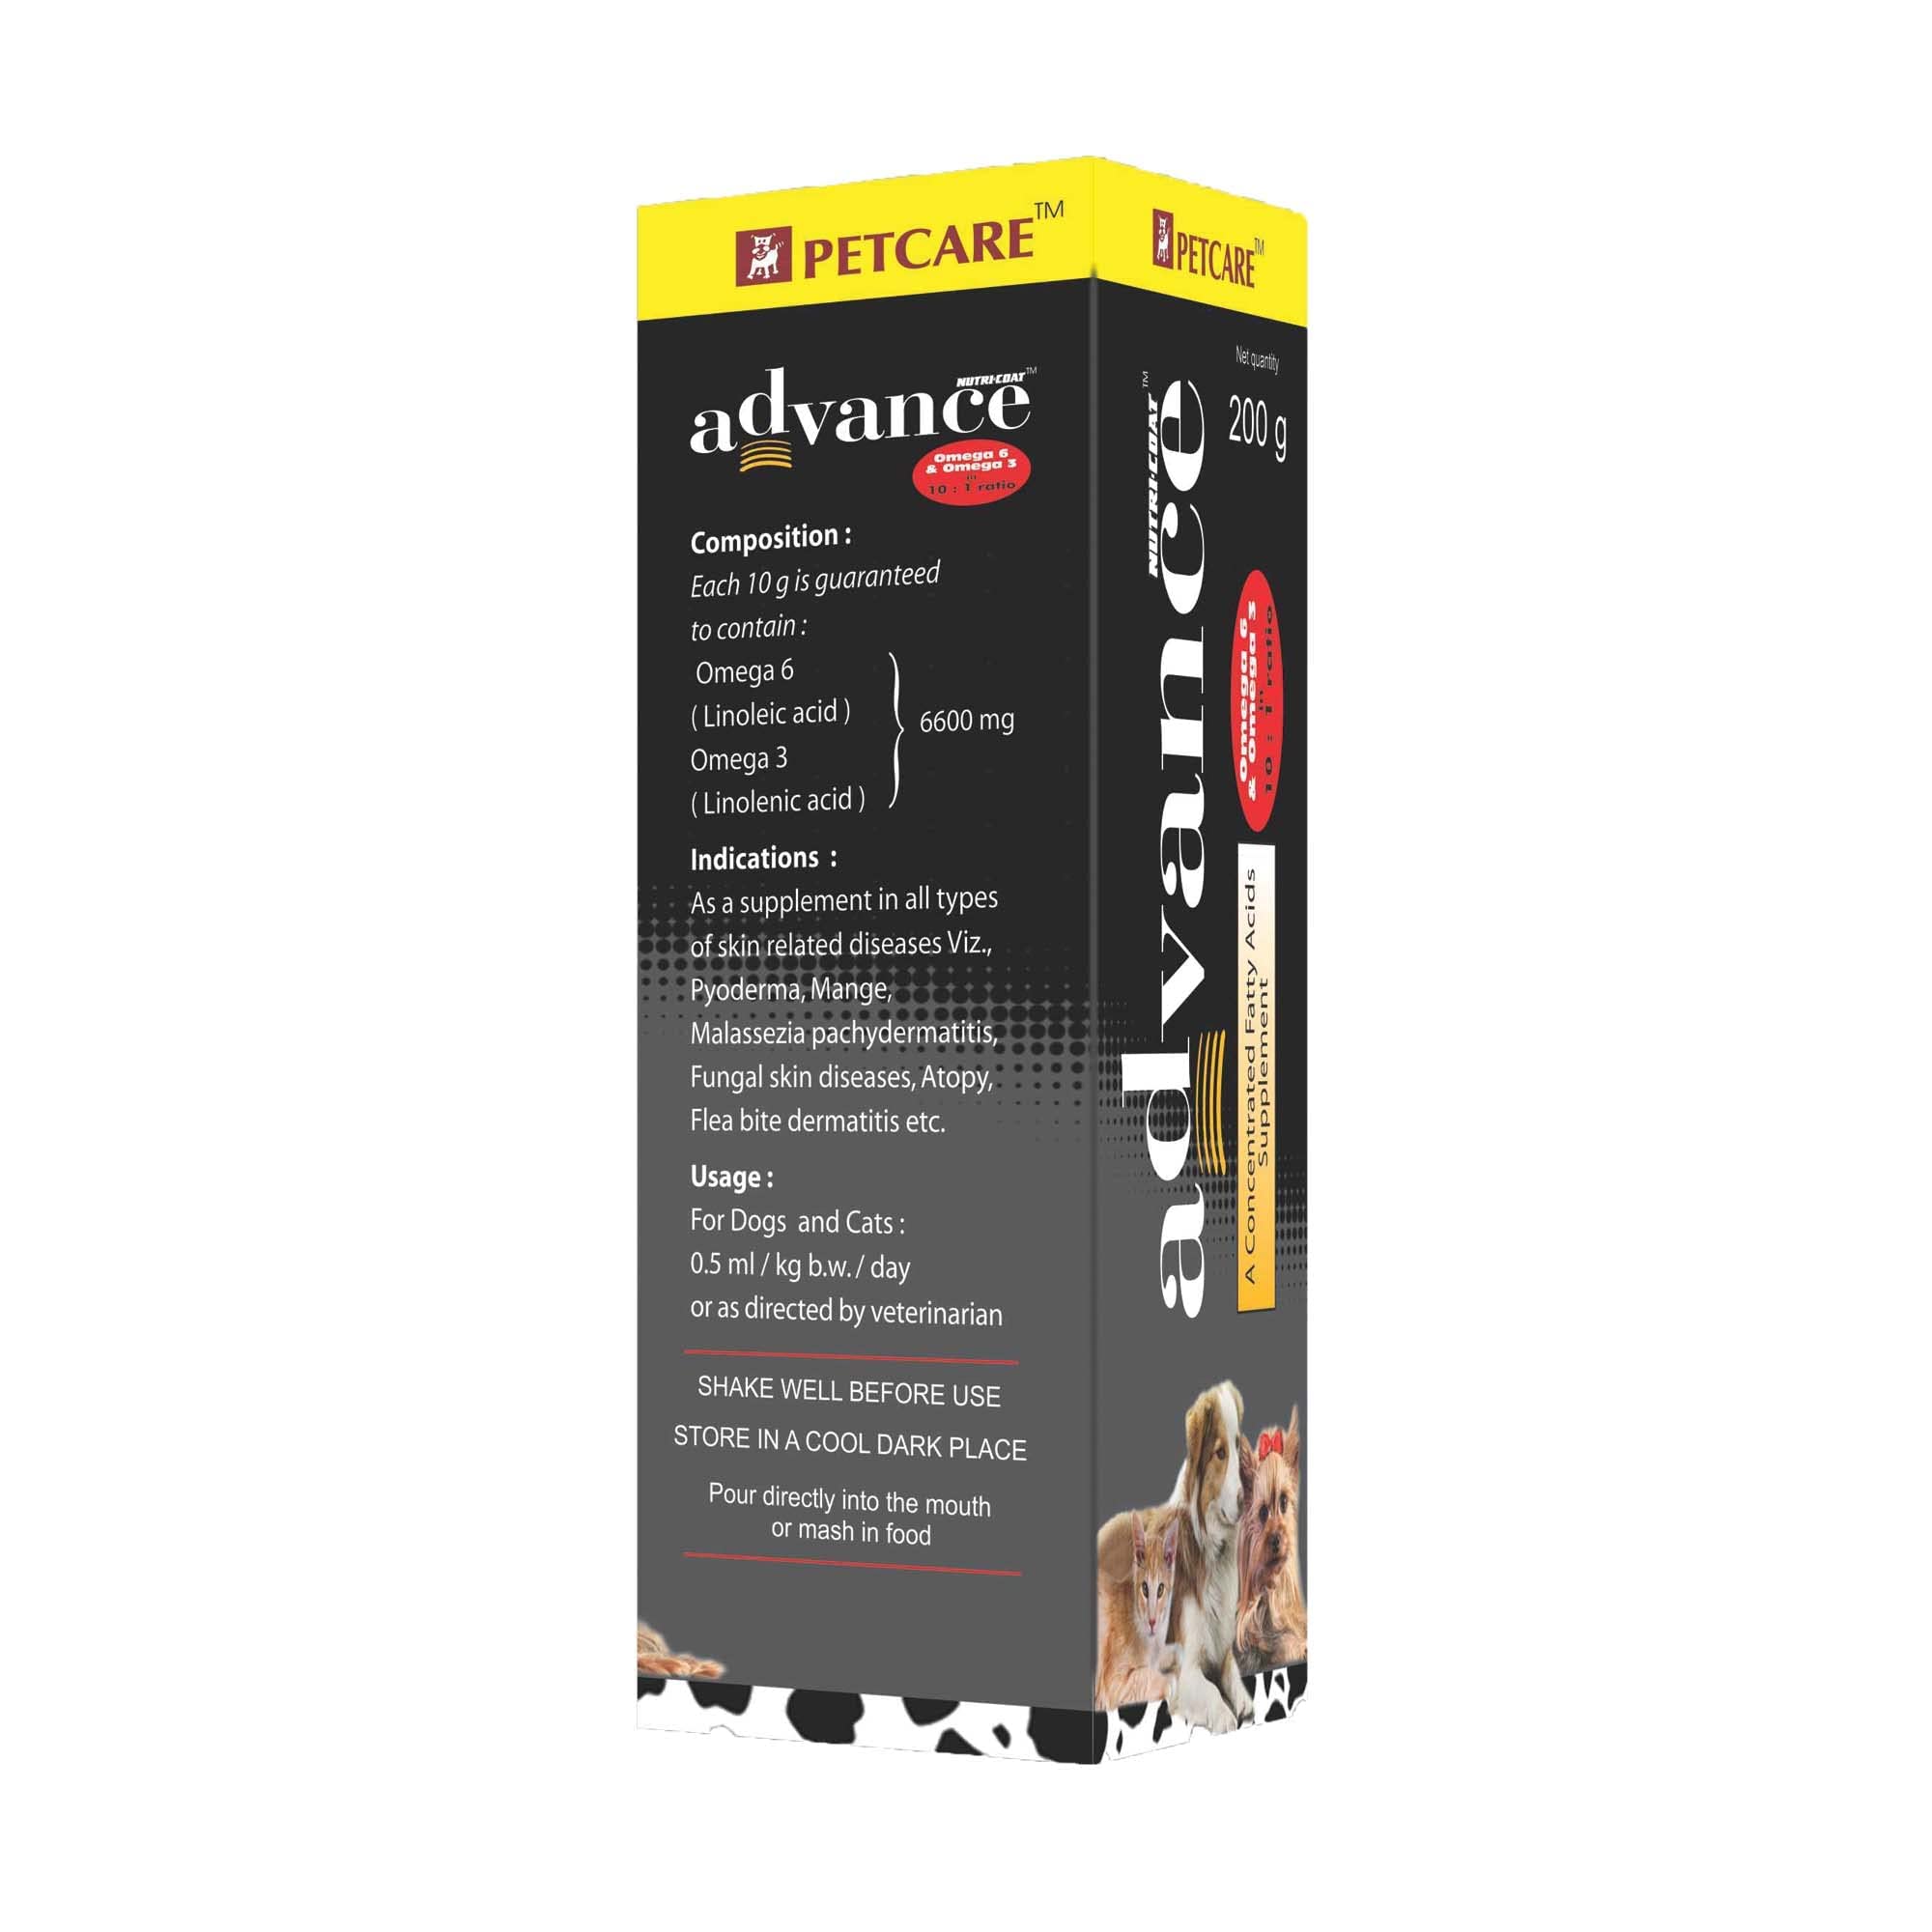 PETCARE™
advance
NUTRI-COAT™
Omega 6
& Omega 3
in
10 : 1 ratio
Composition :
Each 10 g is guaranteed
to contain :
Omega 6
( Linoleic acid )
Omega 3
( Linolenic acid )
6600 mg
Indications :
As a supplement in all types
of skin related diseases Viz.,
Pyoderma, Mange,
Malassezia pachydermatitis,
Fungal skin diseases, Atopy,
Flea bite dermatitis etc.
Usage :
For Dogs and Cats :
0.5 ml / kg b.w. / day
or as directed by veterinarian
SHAKE WELL BEFORE USE
STORE IN A COOL DARK PLACE
Pour directly into the mouth
or mash in food
PETCARE™
Net quantity
200 g
NUTRI-COAT™
advance
Omega 6
& Omega 3
in
10 : 1 ratio
A Concentrated Fatty Acids
Supplement